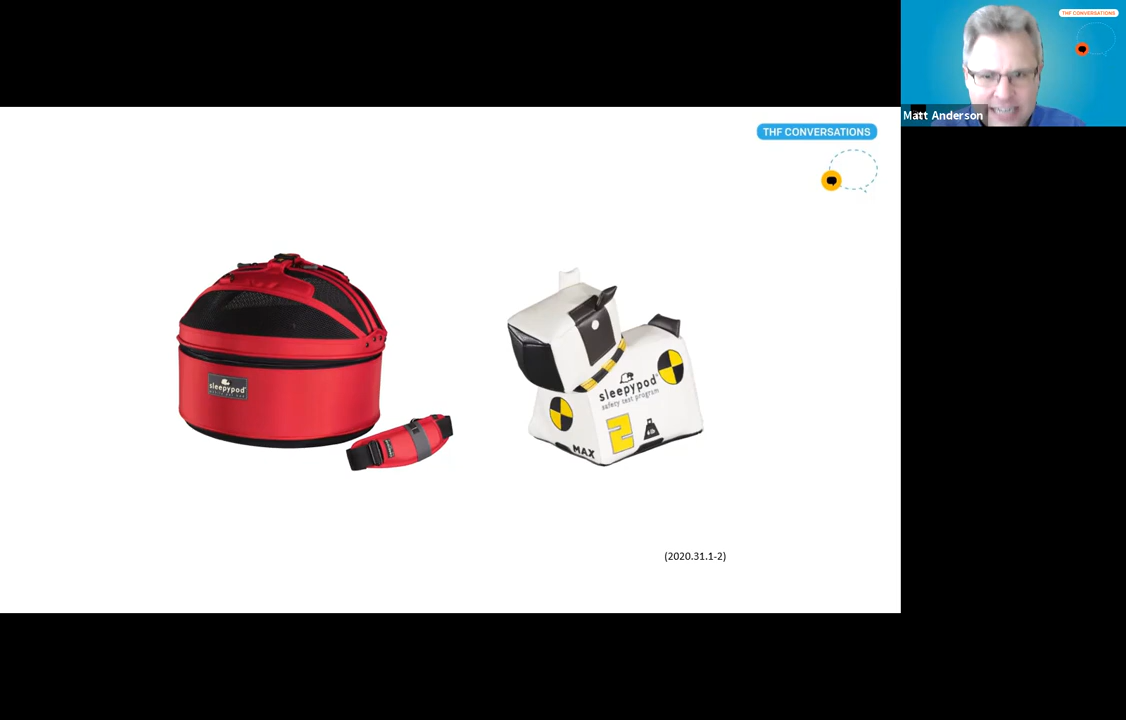 THF CONVERSATIONS
Matt Anderson
THF CONVERSATIONS
sleepypod
sleepypod
safety test program
2
MAX
(2020.31.1-2)